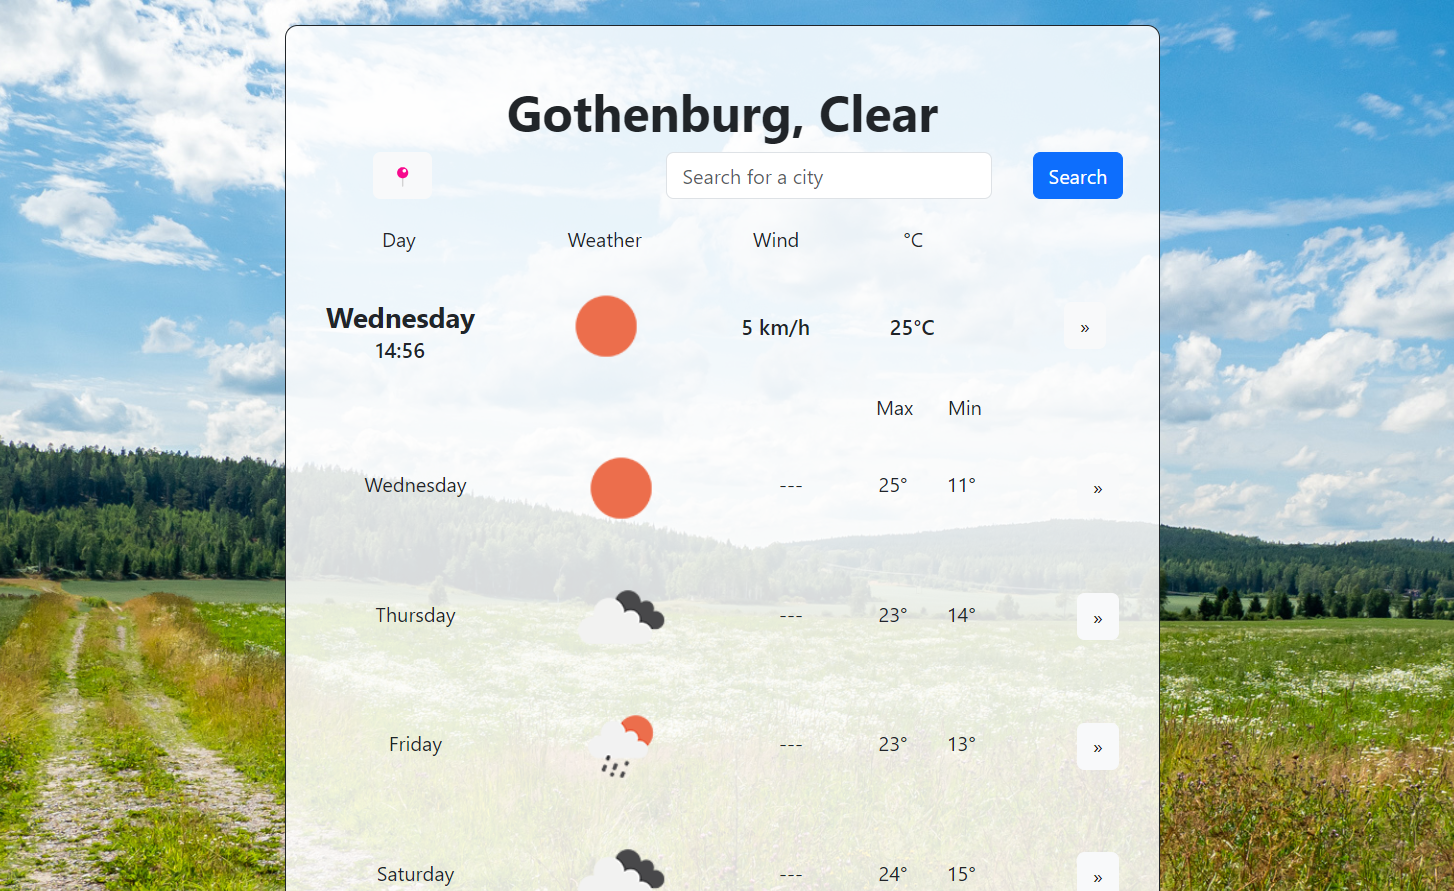 Gothenburg, Clear
Search for a city Search
Day Weather Wind °C
Wednesday
14:56 5 km/h 25°C »
Max Min
Wednesday --- 25° 11° »
Thursday --- 23° 14° »
Friday --- 23° 13° »
Saturday --- 24° 15° »